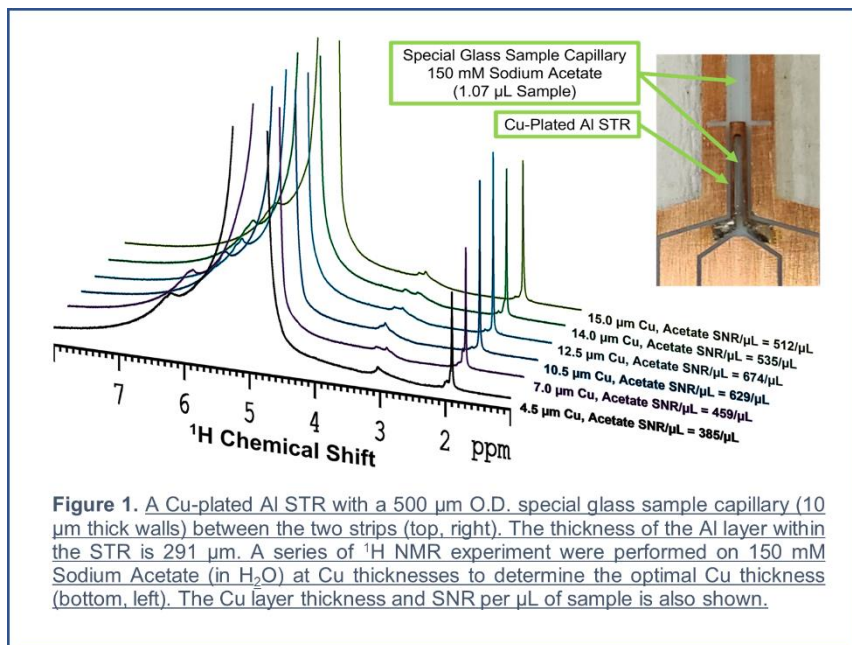 Special Glass Sample Capillary
150 mM Sodium Acetate
(1.07 µL Sample)
Cu-Plated Al STR
15.0 µm Cu, Acetate SNR/µL = 512/µL
14.0 µm Cu, Acetate SNR/µL = 535/µL
12.5 µm Cu, Acetate SNR/µL = 674/µL
10.5 µm Cu, Acetate SNR/µL = 629/µL
7.0 µm Cu, Acetate SNR/µL = 459/µL
4.5 µm Cu, Acetate SNR/µL = 385/µL
7 6 5 4 3 2 ppm
¹H Chemical Shift
Figure 1. A Cu-plated Al STR with a 500 µm O.D. special glass sample capillary (10
µm thick walls) between the two strips (top, right). The thickness of the Al layer within
the STR is 291 µm. A series of ¹H NMR experiment were performed on 150 mM
Sodium Acetate (in H₂O) at Cu thicknesses to determine the optimal Cu thickness
(bottom, left). The Cu layer thickness and SNR per µL of sample is also shown.